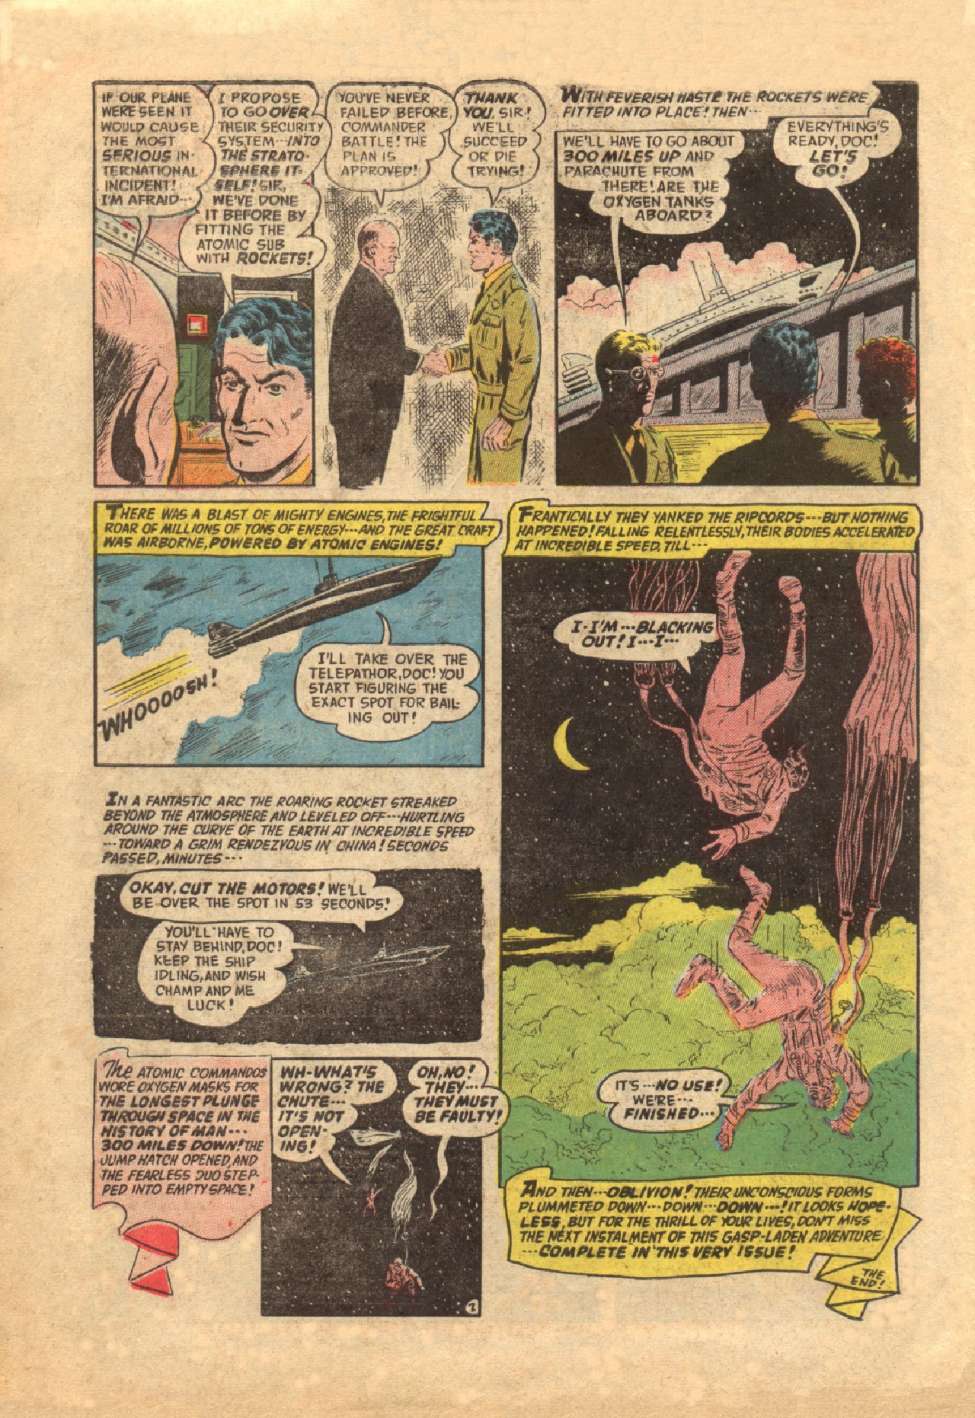 IF OUR PLANE
WERE SEEN IT
WOULD CAUSE
THE MOST
SERIOUS IN-
TERNATIONAL
INCIDENT!
I'M AFRAID---
I PROPOSE
TO GO OVER
THEIR SECURITY
SYSTEM---INTO
THE STRATO-
SPHERE IT-
SELF! SIR,
WE'VE DONE
IT BEFORE BY
FITTING THE
ATOMIC SUB
WITH ROCKETS!
YOU'VE NEVER
FAILED BEFORE,
COMMANDER
BATTLE! THE
PLAN IS
APPROVED!
THANK
YOU, SIR!
WE'LL
SUCCEED
OR DIE
TRYING!
WITH FEVERISH HASTE THE ROCKETS WERE
FITTED INTO PLACE! THEN---
WE'LL HAVE TO GO ABOUT
300 MILES UP AND
PARACHUTE FROM
THERE! ARE THE
OXYGEN TANKS
ABOARD?
EVERYTHING'S
READY, DOC!
LET'S
GO!
THERE WAS A BLAST OF MIGHTY ENGINES, THE FRIGHTFUL
ROAR OF MILLIONS OF TONS OF ENERGY---AND THE GREAT CRAFT
WAS AIRBORNE, POWERED BY ATOMIC ENGINES!
WHOOOOSH!
I'LL TAKE OVER THE
TELEPATHOR, DOC! YOU
START FIGURING THE
EXACT SPOT FOR BAIL-
ING OUT!
IN A FANTASTIC ARC THE ROARING ROCKET STREAKED
BEYOND THE ATMOSPHERE AND LEVELED OFF---HURTLING
AROUND THE CURVE OF THE EARTH AT INCREDIBLE SPEED
---TOWARD A GRIM RENDEZVOUS IN CHINA! SECONDS
PASSED, MINUTES---
OKAY, CUT THE MOTORS! WE'LL
BE OVER THE SPOT IN 53 SECONDS!
YOU'LL HAVE TO
STAY BEHIND, DOC!
KEEP THE SHIP
IDLING, AND WISH
CHAMP AND ME
LUCK!
THE ATOMIC COMMANDOS
WORE OXYGEN MASKS FOR
THE LONGEST PLUNGE
THROUGH SPACE IN THE
HISTORY OF MAN---
300 MILES DOWN! THE
JUMP HATCH OPENED, AND
THE FEARLESS DUO STEP-
PED INTO EMPTY SPACE!
WH-WHAT'S
WRONG? THE
CHUTE---
IT'S NOT
OPEN-
ING!
OH, NO!
THEY---
THEY MUST
BE FAULTY!
7
FRANTICALLY THEY YANKED THE RIPCORDS---BUT NOTHING
HAPPENED! FALLING RELENTLESSLY, THEIR BODIES ACCELERATED
AT INCREDIBLE SPEED, TILL---
I-I'M---BLACKING
OUT! I---I---
IT'S---NO USE!
WE'RE---
FINISHED---
AND THEN---OBLIVION! THEIR UNCONSCIOUS FORMS
PLUMMETED DOWN---DOWN---DOWN---! IT LOOKS HOPE-
LESS, BUT FOR THE THRILL OF YOUR LIVES, DON'T MISS
THE NEXT INSTALMENT OF THIS GASP-LADEN ADVENTURE
---COMPLETE IN THIS VERY ISSUE!
THE
END!